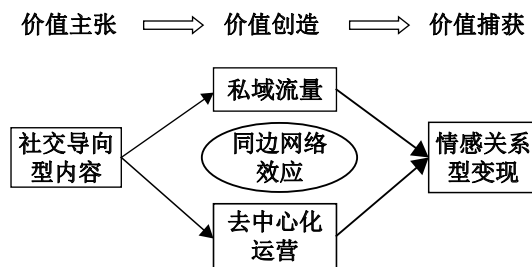 价值主张
价值创造
价值捕获
私域流量
社交导向
型内容
同边网络
效应
情感关系
型变现
去中心化
运营